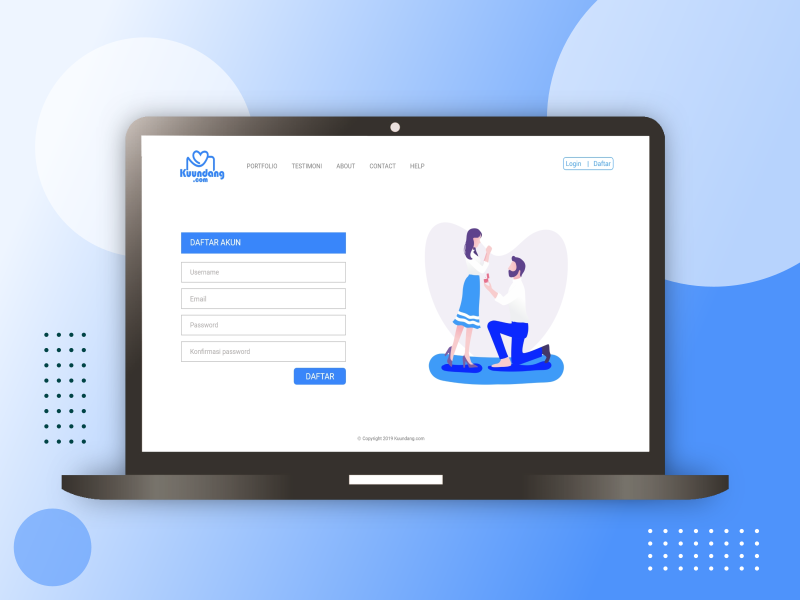 Kuundang
.com
PORTFOLIO TESTIMONI ABOUT CONTACT HELP
Login | Daftar
DAFTAR AKUN
Username
Email
Password
Konfirmasi password
DAFTAR
© Copyright 2019 kuundang.com